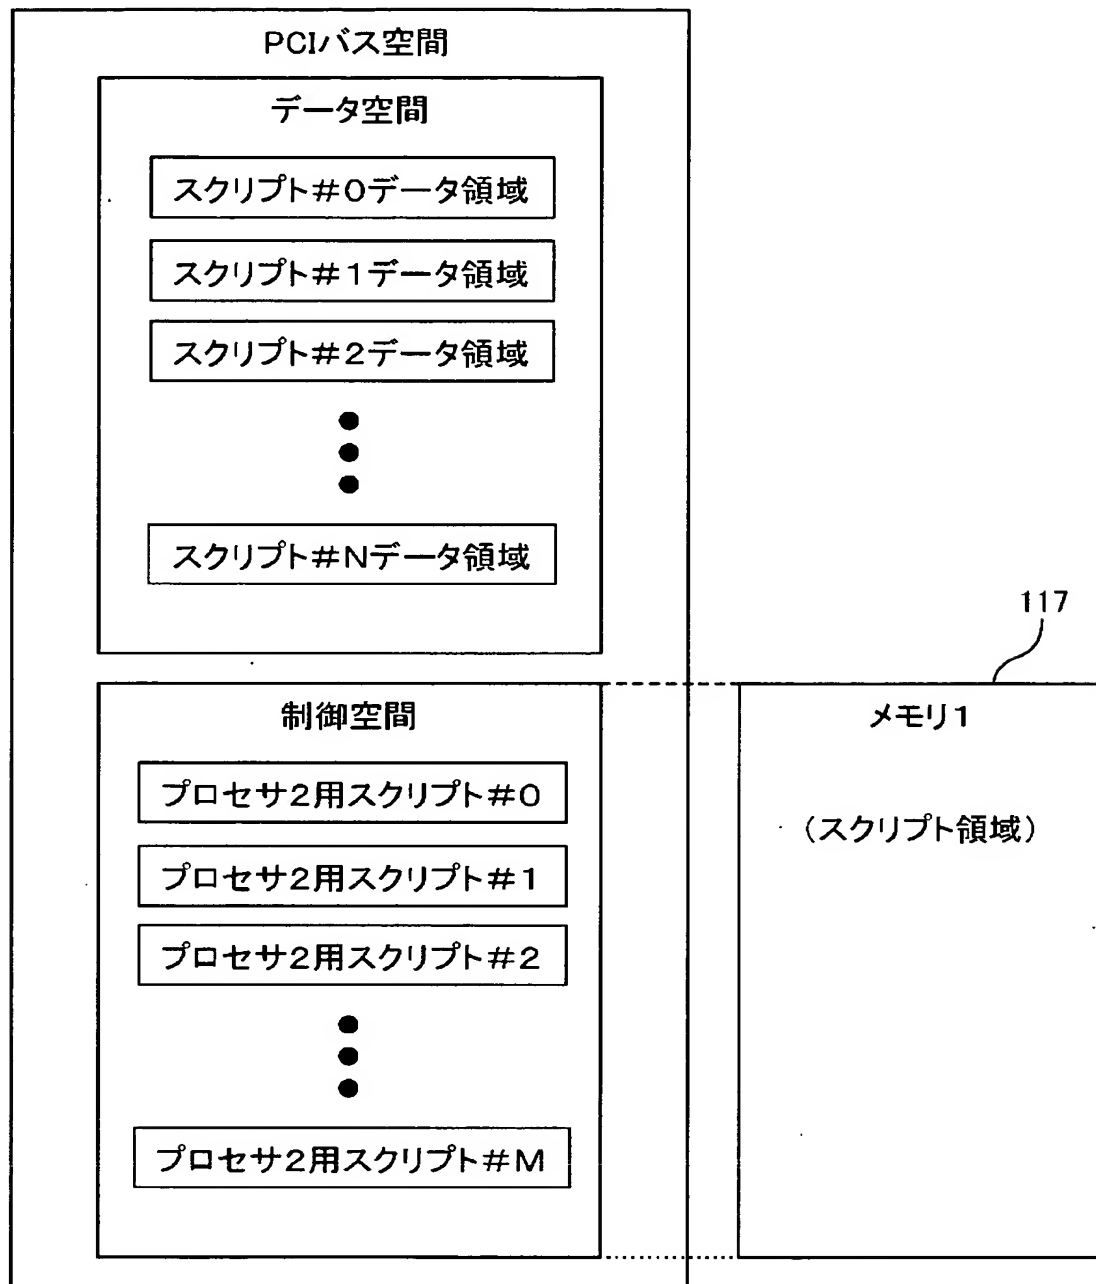 PCIバス空間
データ空間
スクリプト#0データ領域
スクリプト#1データ領域
スクリプト#2データ領域
スクリプト#Nデータ領域
制御空間
プロセサ2用スクリプト#0
プロセサ2用スクリプト#1
プロセサ2用スクリプト#2
プロセサ2用スクリプト#M
117
メモリ1
(スクリプト領域)